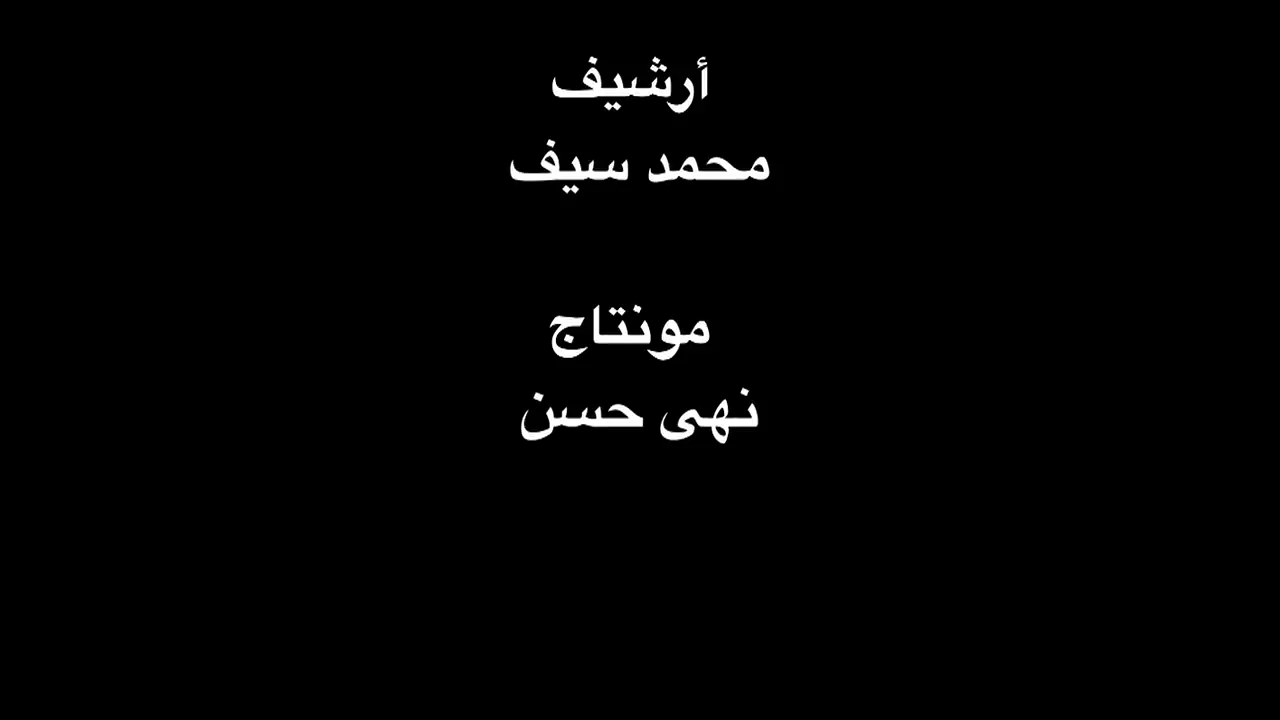 أرشيف
محمد سيف
مونتاج
نهى حسن